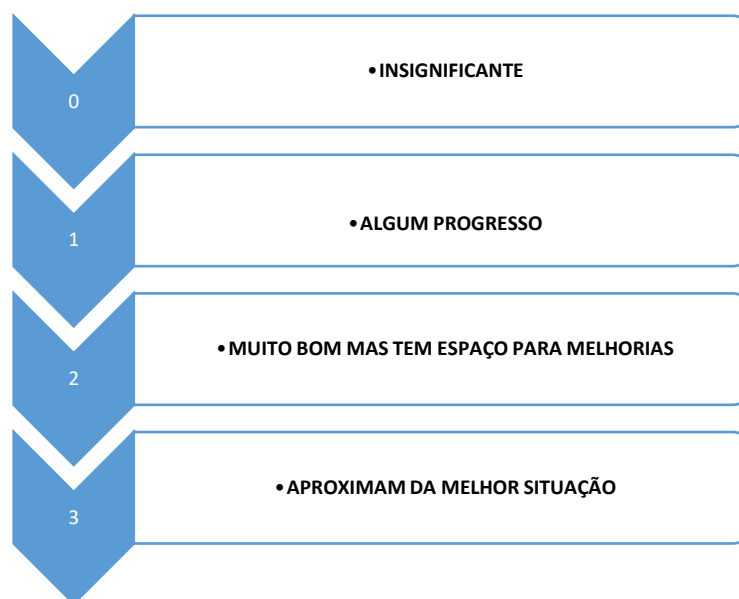 0
•INSIGNIFICANTE
1
•ALGUM PROGRESSO
2
•MUITO BOM MAS TEM ESPAÇO PARA MELHORIAS
3
•APROXIMAM DA MELHOR SITUAÇÃO